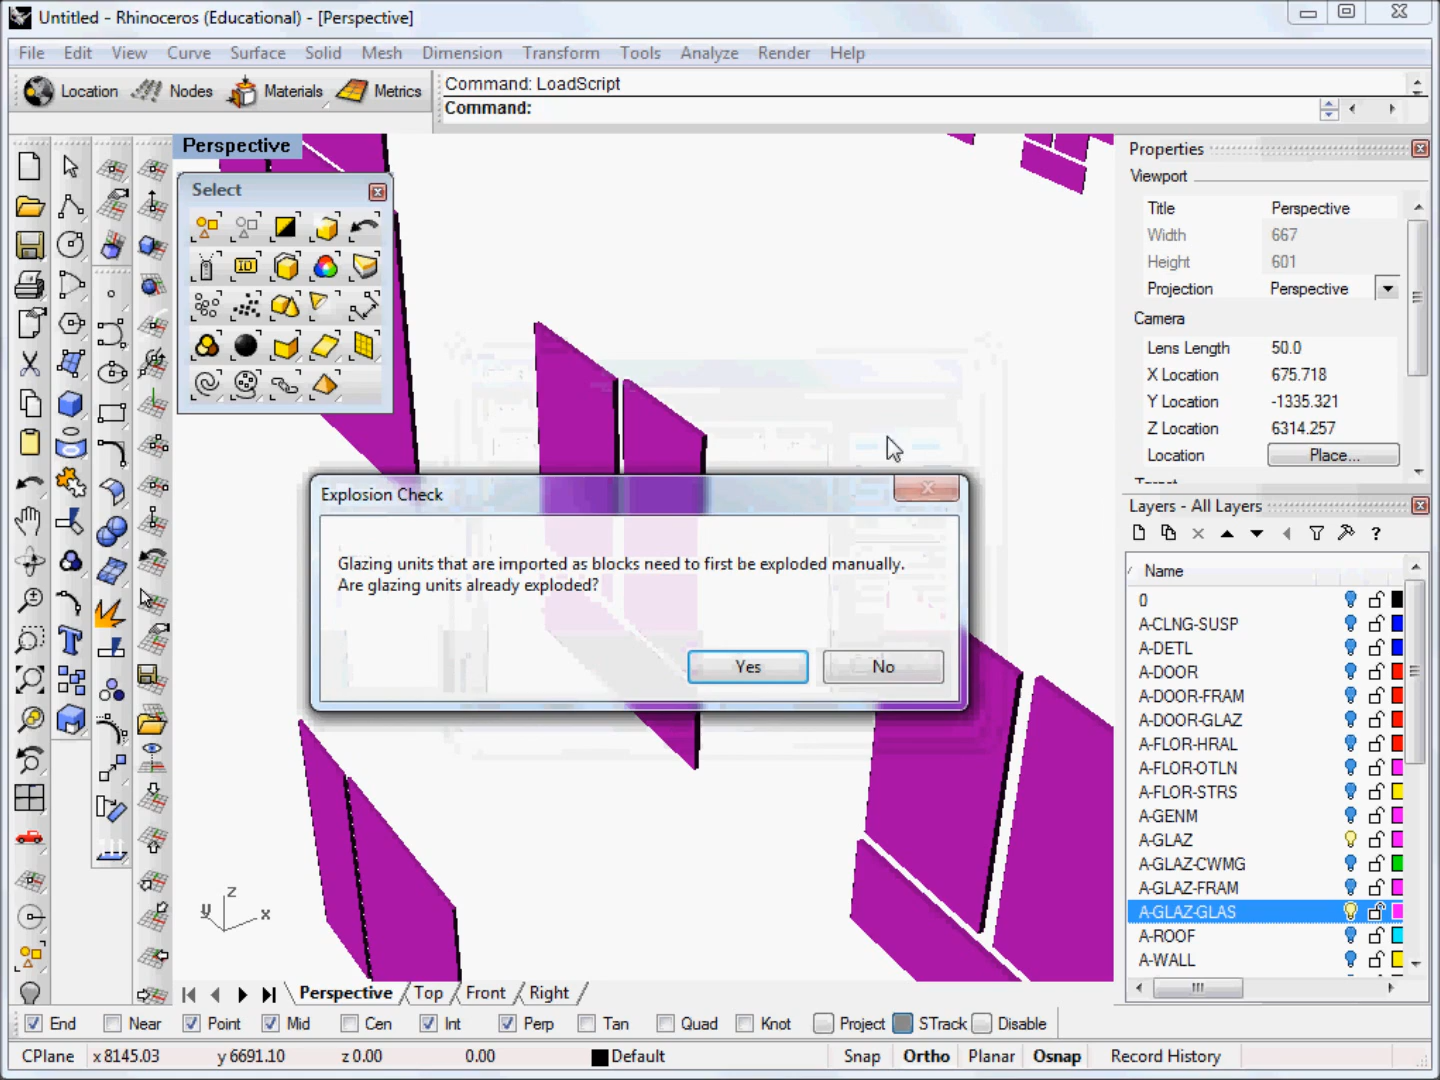 Untitled - Rhinoceros (Educational) - [Perspective]
File Edit View Curve Surface Solid Mesh Dimension Transform Tools Analyze Render Help
Location Nodes Materials Metrics
Command: LoadScript
Command:
Perspective
Select
ID
Properties
Viewport
Title Perspective
Width 667
Height 601
Projection Perspective
Camera
Lens Length 50.0
X Location 675.718
Y Location -1335.321
Z Location 6314.257
Location Place...
Explosion Check
Glazing units that are imported as blocks need to first be exploded manually.
Are glazing units already exploded?
Yes No
Layers - All Layers
Name
0
A-CLNG-SUSP
A-DETL
A-DOOR
A-DOOR-FRAM
A-DOOR-GLAZ
A-FLOR-HRAL
A-FLOR-OTLN
A-FLOR-STRS
A-GENM
A-GLAZ
A-GLAZ-CWMG
A-GLAZ-FRAM
A-GLAZ-GLAS
A-ROOF
A-WALL
z
y x
Perspective Top Front Right
End Near Point Mid Cen Int Perp Tan Quad Knot Project STrack Disable
CPlane x 8145.03 y 6691.10 z 0.00 0.00 Default Snap Ortho Planar Osnap Record History